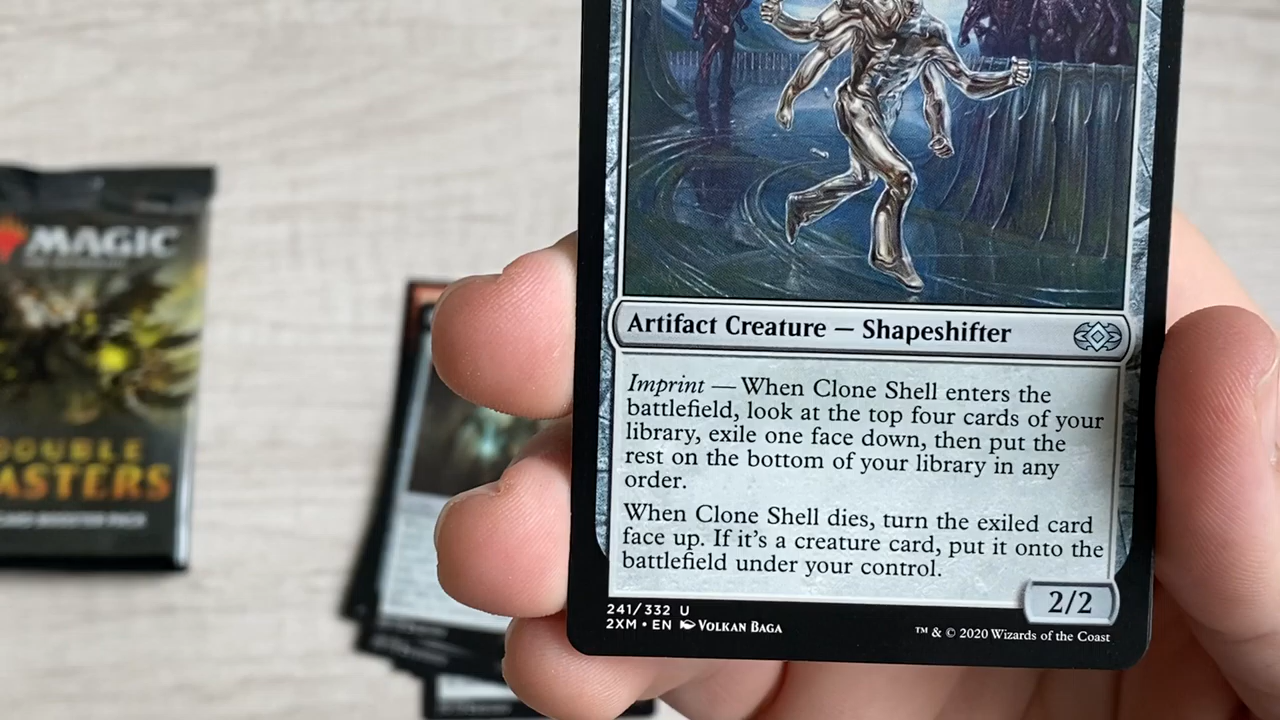 MAGIC
DOUBLE
MASTERS
Artifact Creature — Shapeshifter
Imprint — When Clone Shell enters the
battlefield, look at the top four cards of your
library, exile one face down, then put the
rest on the bottom of your library in any
order.
When Clone Shell dies, turn the exiled card
face up. If it's a creature card, put it onto the
battlefield under your control.
2/2
241/332 U
2XM • EN VOLKAN BAGA
™ & © 2020 Wizards of the Coast